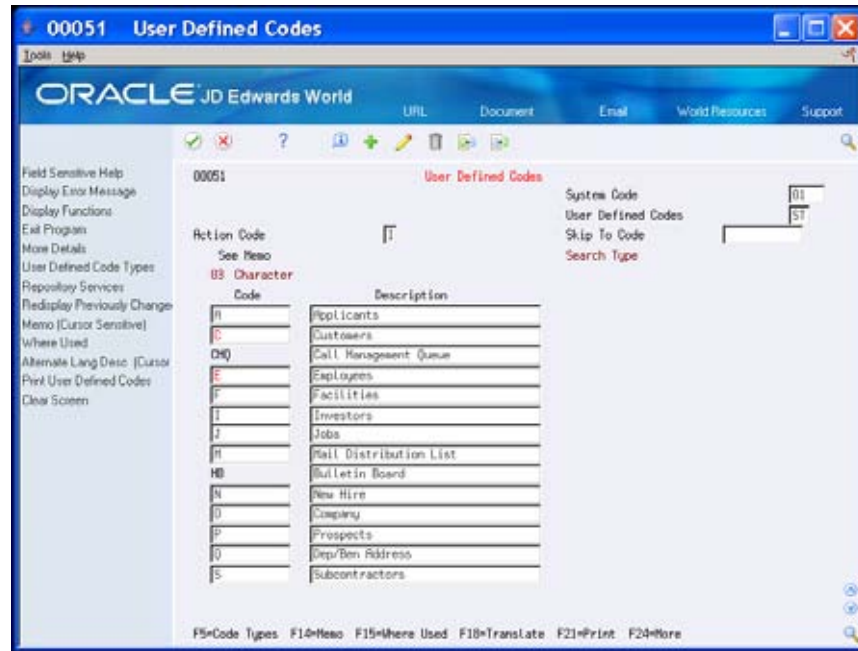 00051 User Defined Codes
Tools Help
ORACLE JD Edwards World
URL Document Email World Resources Support
?
Field Sensitive Help
Display Error Message
Display Functions
Exit Program
More Details
User Defined Code Types
Repository Services
Redisplay Previously Change
Memo (Cursor Sensitive)
Where Used
Alternate Lang Desc (Cursor
Print User Defined Codes
Clear Screen
00051 User Defined Codes
System Code 01
User Defined Codes ST
Action Code I Skip To Code
See Memo Search Type
03 Character
Code Description
A Applicants
C Customers
CMQ Call Management Queue
E Employees
F Facilities
I Investors
J Jobs
M Mail Distribution List
MB Bulletin Board
N New Hire
O Company
P Prospects
Q Dep/Ben Address
S Subcontractors
F5=Code Types F14=Memo F15=Where Used F18=Translate F21=Print F24=More